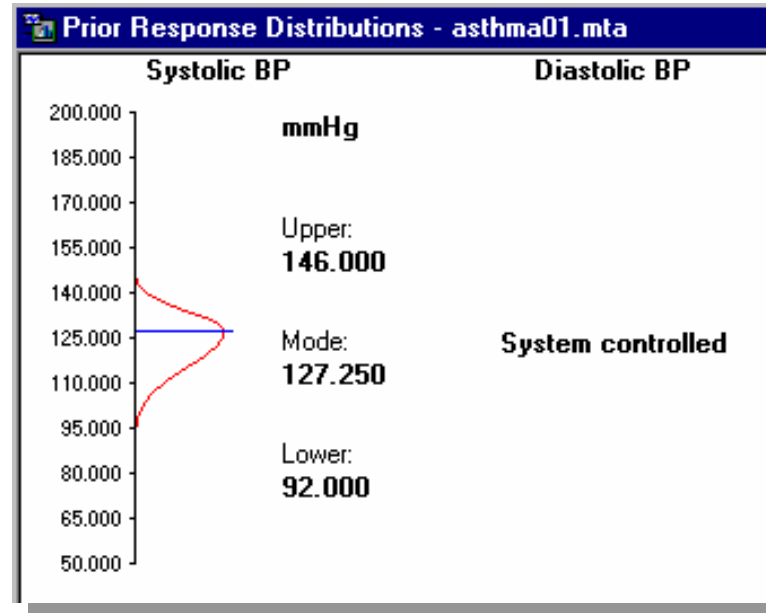 Prior Response Distributions - asthma01.mta
Systolic BP
Diastolic BP
200.000
mmHg
185.000
170.000
Upper:
155.000
146.000
140.000
125.000
Mode:
System controlled
127.250
110.000
95.000
Lower:
80.000
92.000
65.000
50.000